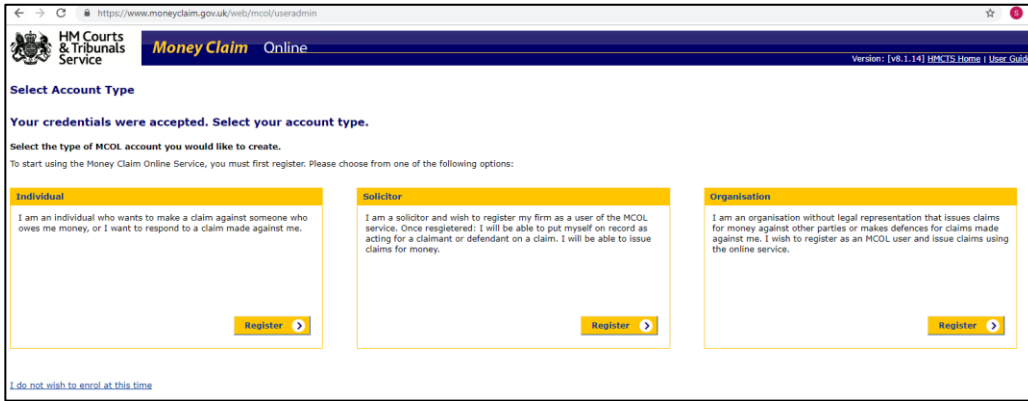 https://www.moneyclaim.gov.uk/web/mcol/useradmin
S
HM Courts
& Tribunals
Service
Money Claim Online
Version: [v8.1.14] HMCTS Home | User Guide
Select Account Type
Your credentials were accepted. Select your account type.
Select the type of MCOL account you would like to create.
To start using the Money Claim Online Service, you must first register. Please choose from one of the following options:
Individual
I am an individual who wants to make a claim against someone who
owes me money, or I want to respond to a claim made against me.
Register
Solicitor
I am a solicitor and wish to register my firm as a user of the MCOL
service. Once resgietered: I will be able to put myself on record as
acting for a claimant or defendant on a claim. I will be able to issue
claims for money.
Register
Organisation
I am an organisation without legal representation that issues claims
for money against other parties or makes defences for claims made
against me. I wish to register as an MCOL user and issue claims using
the online service.
Register
I do not wish to enrol at this time